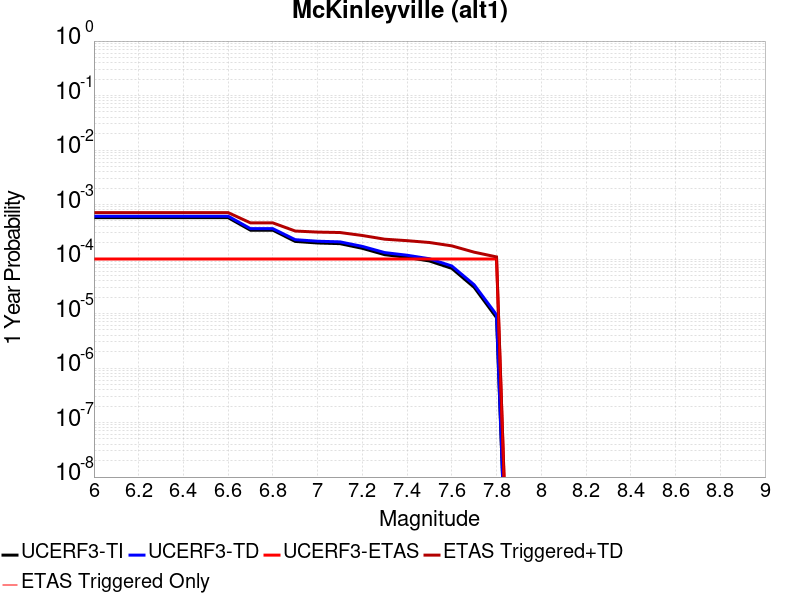 McKinleyville (alt1)
1 Year Probability
10^0
10^-1
10^-2
10^-3
10^-4
10^-5
10^-6
10^-7
10^-8
6 6.2 6.4 6.6 6.8 7 7.2 7.4 7.6 7.8 8 8.2 8.4 8.6 8.8 9
Magnitude
UCERF3-TI UCERF3-TD UCERF3-ETAS ETAS Triggered+TD
ETAS Triggered Only